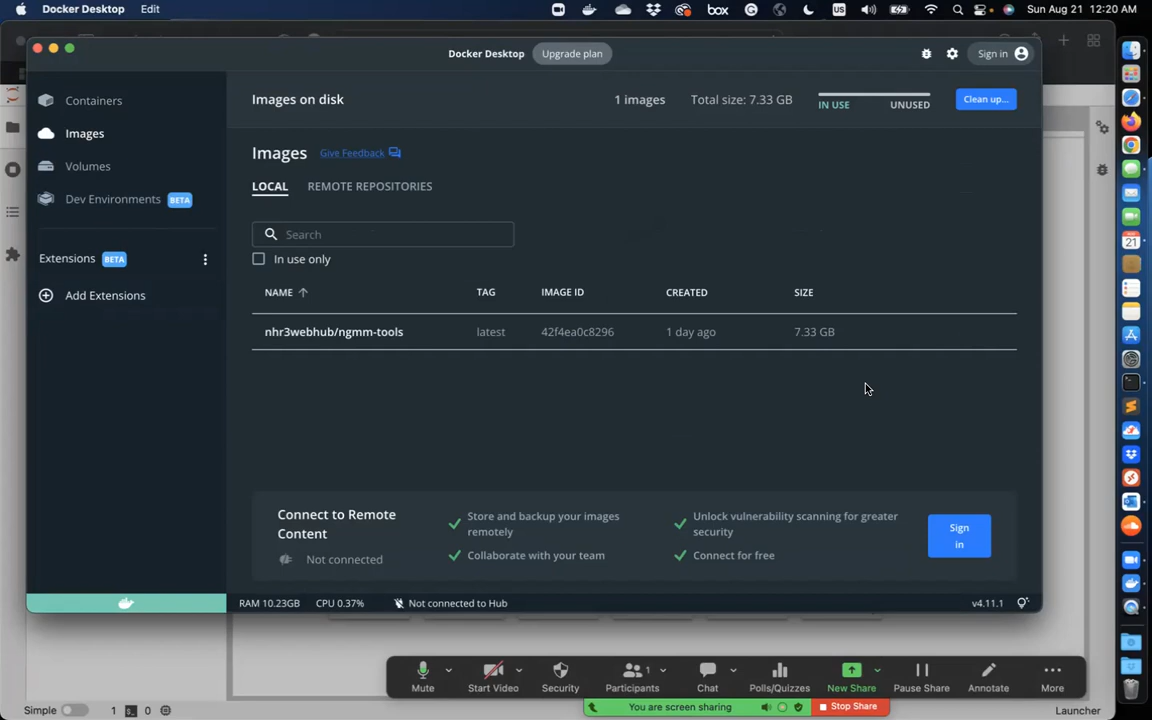 Docker Desktop Edit box US Sun Aug 21 12:20 AM
Docker Desktop Upgrade plan Sign in
Containers
Images
Volumes
Dev Environments BETA
Extensions BETA
Add Extensions
Images on disk 1 images Total size: 7.33 GB IN USE UNUSED Clean up...
Images Give Feedback
LOCAL REMOTE REPOSITORIES
Search
In use only
NAME TAG IMAGE ID CREATED SIZE
nhr3webhub/ngmm-tools latest 42f4ea0c8296 1 day ago 7.33 GB
Connect to Remote
Content
Not connected
Store and backup your images
remotely
Collaborate with your team
Unlock vulnerability scanning for greater
security
Connect for free
Sign
in
RAM 10.23GB CPU 0.37% Not connected to Hub v4.11.1
Mute Start Video Security Participants 1 Chat Polls/Quizzes New Share Pause Share Annotate More
You are screen sharing Stop Share
Simple 1 0 Launcher